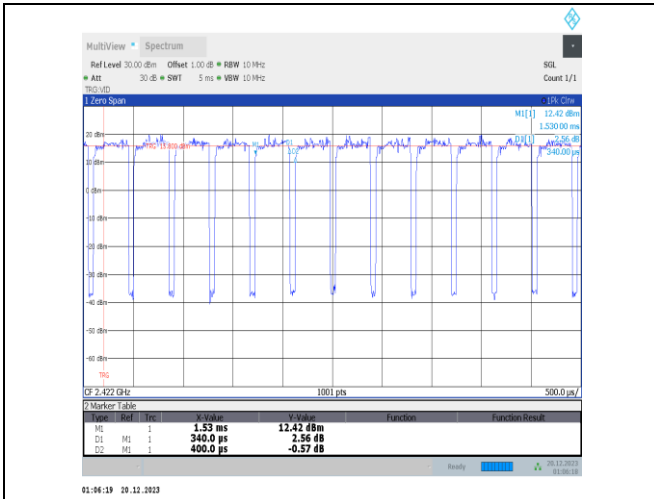 MultiView Spectrum
Ref Level 30.00 dBm Offset 1.00 dB RBW 10 MHz SGL
Att 30 dB SWT 5 ms VBW 10 MHz Count 1/1
TRG:VID
1 Zero Span 1Pk Clrw
M1[1] 12.42 dBm
1.530 00 ms
D1[1] 2.56 dB
340.00 µs
20 dBm
10 dBm
0 dBm
-10 dBm
-20 dBm
-30 dBm
-40 dBm
-50 dBm
-60 dBm
TRG
CF 2.422 GHz 1001 pts 500.0 µs/
2 Marker Table
Type Ref Trc X-Value Y-Value Function Function Result
M1 1 1.53 ms 12.42 dBm
D1 M1 1 340.0 µs 2.56 dB
D2 M1 1 400.0 µs -0.57 dB
Ready 20.12.2023
01:06:18
01:06:19 20.12.2023